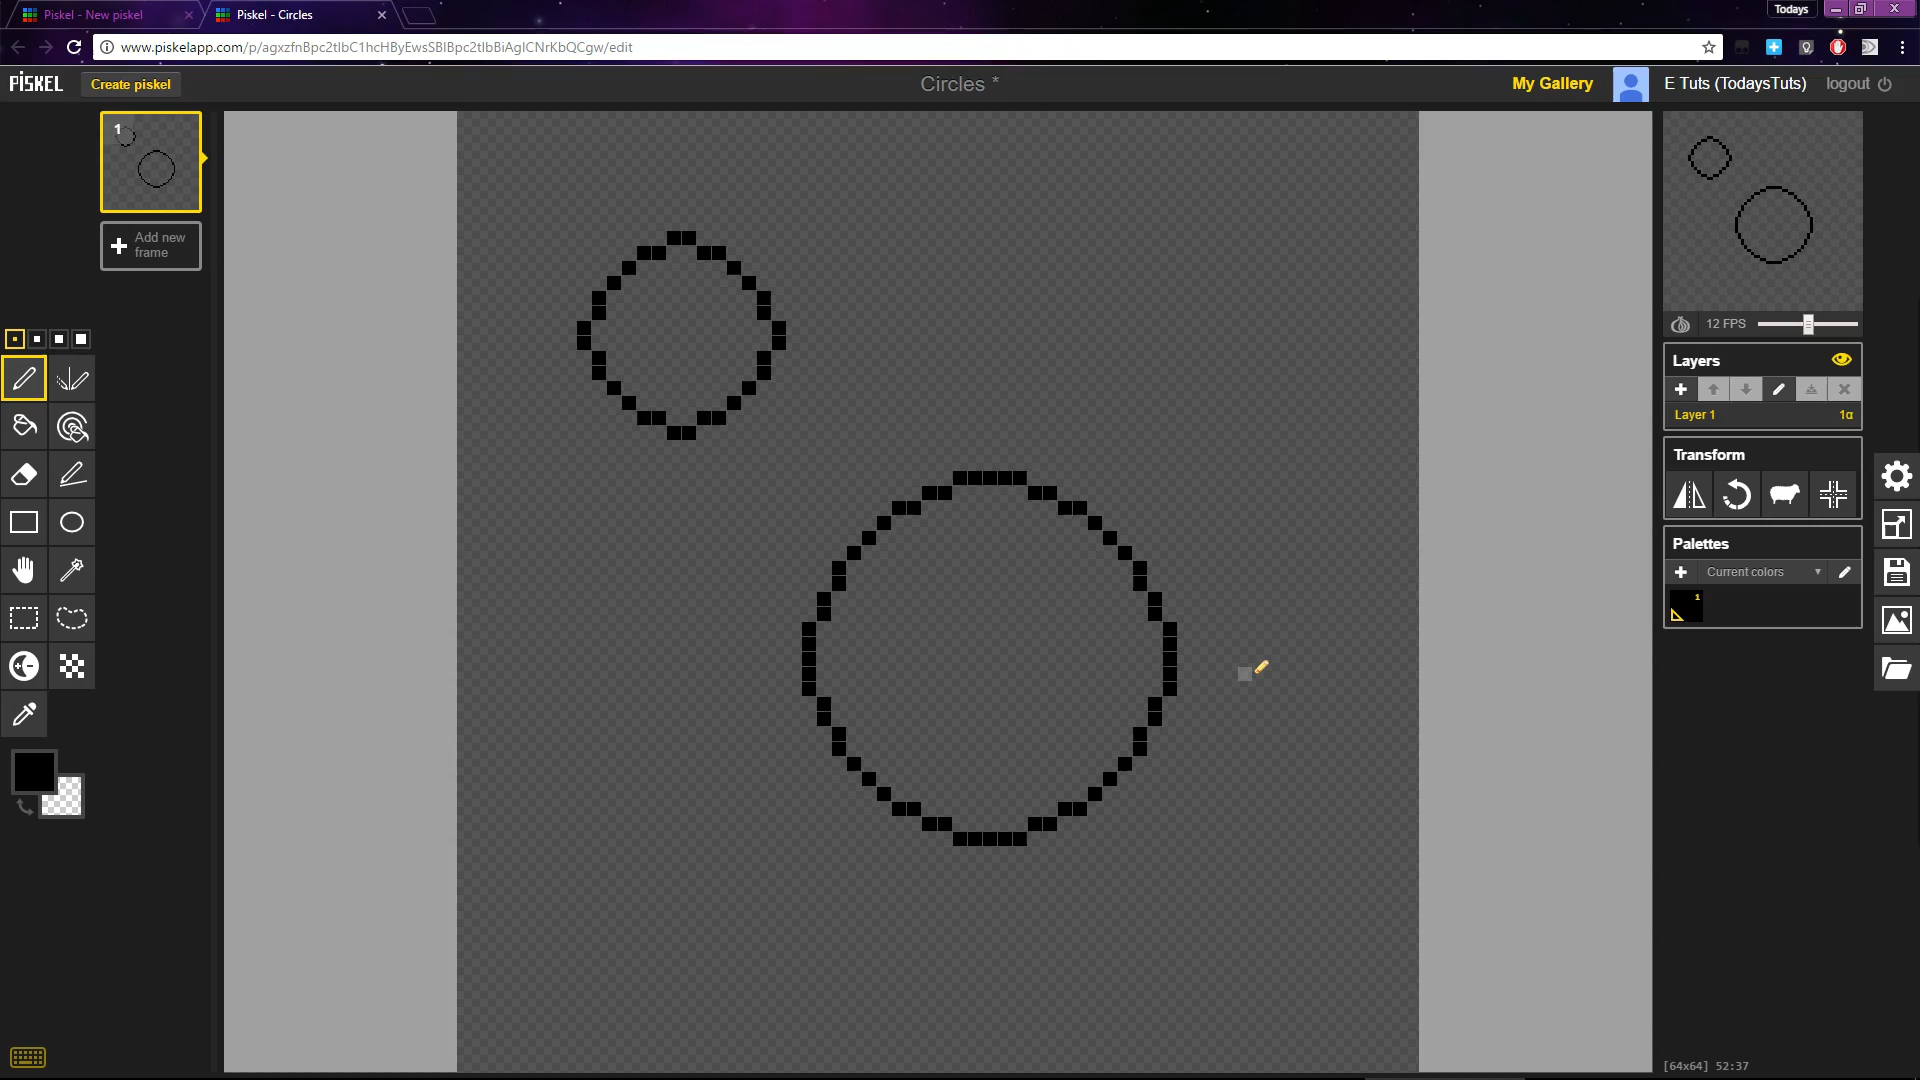 Piskel - New piskel
Piskel - Circles
Todays
www.piskelapp.com/p/agxzfnBpc2tlbC1hcHByEwsSBlBpc2tlbBiAgICNrKbQCgw/edit
PISKEL
Create piskel
Circles *
My Gallery
E Tuts (TodaysTuts)
logout
1
Add new
frame
12 FPS
Layers
Layer 1
1α
Transform
Palettes
Current colors
1
[64x64] 52:37